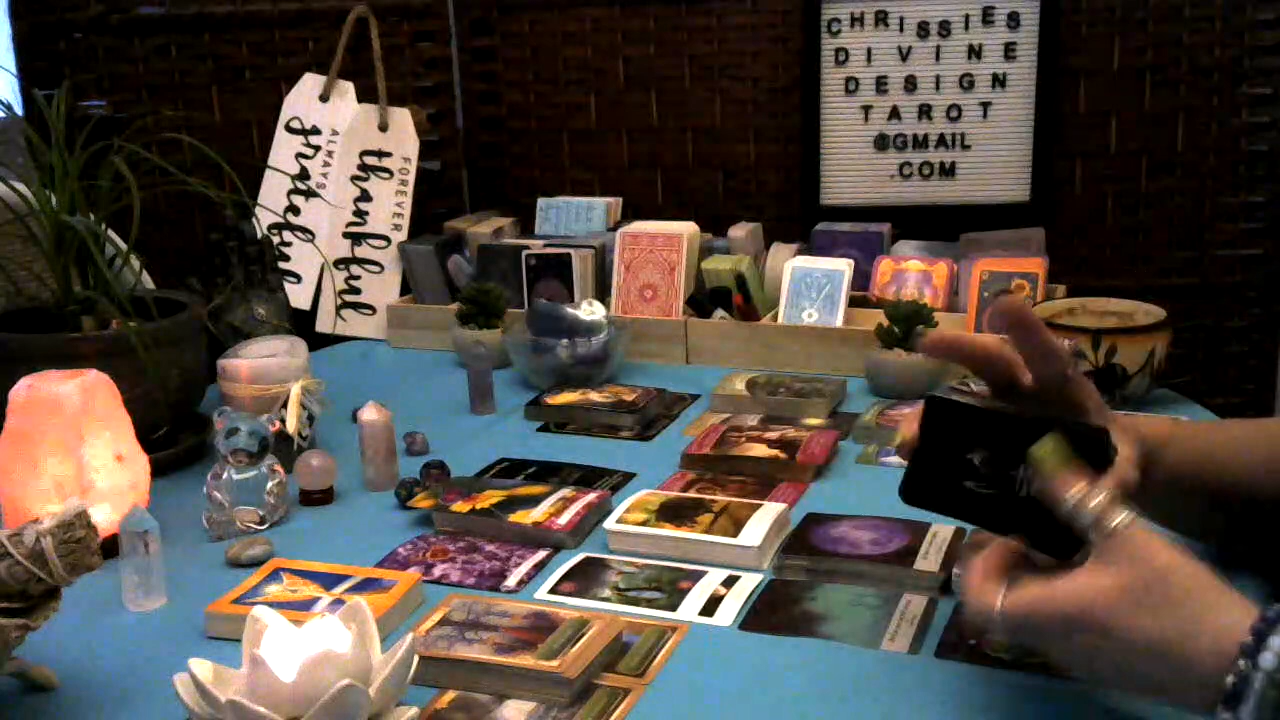 CHRISSIES
DIVINE
DESIGN
TAROT
@GMAIL
.COM
ALWAYS
grateful
FOREVER
thankful